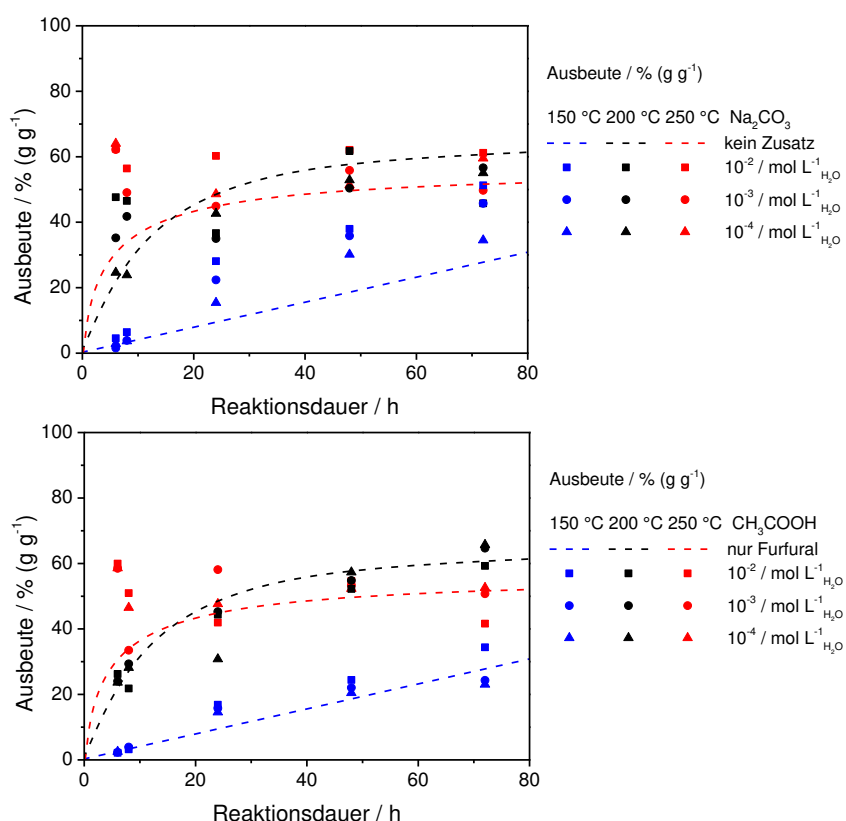 100
80
60
40
20
0
0 20 40 60 80
Ausbeute / % (g g⁻¹)
Reaktionsdauer / h
Ausbeute / % (g g⁻¹)
150 °C 200 °C 250 °C Na₂CO₃
kein Zusatz
10⁻² / mol L⁻¹H₂O
10⁻³ / mol L⁻¹H₂O
10⁻⁴ / mol L⁻¹H₂O
100
80
60
40
20
0
0 20 40 60 80
Ausbeute / % (g g⁻¹)
Reaktionsdauer / h
Ausbeute / % (g g⁻¹)
150 °C 200 °C 250 °C CH₃COOH
nur Furfural
10⁻² / mol L⁻¹H₂O
10⁻³ / mol L⁻¹H₂O
10⁻⁴ / mol L⁻¹H₂O